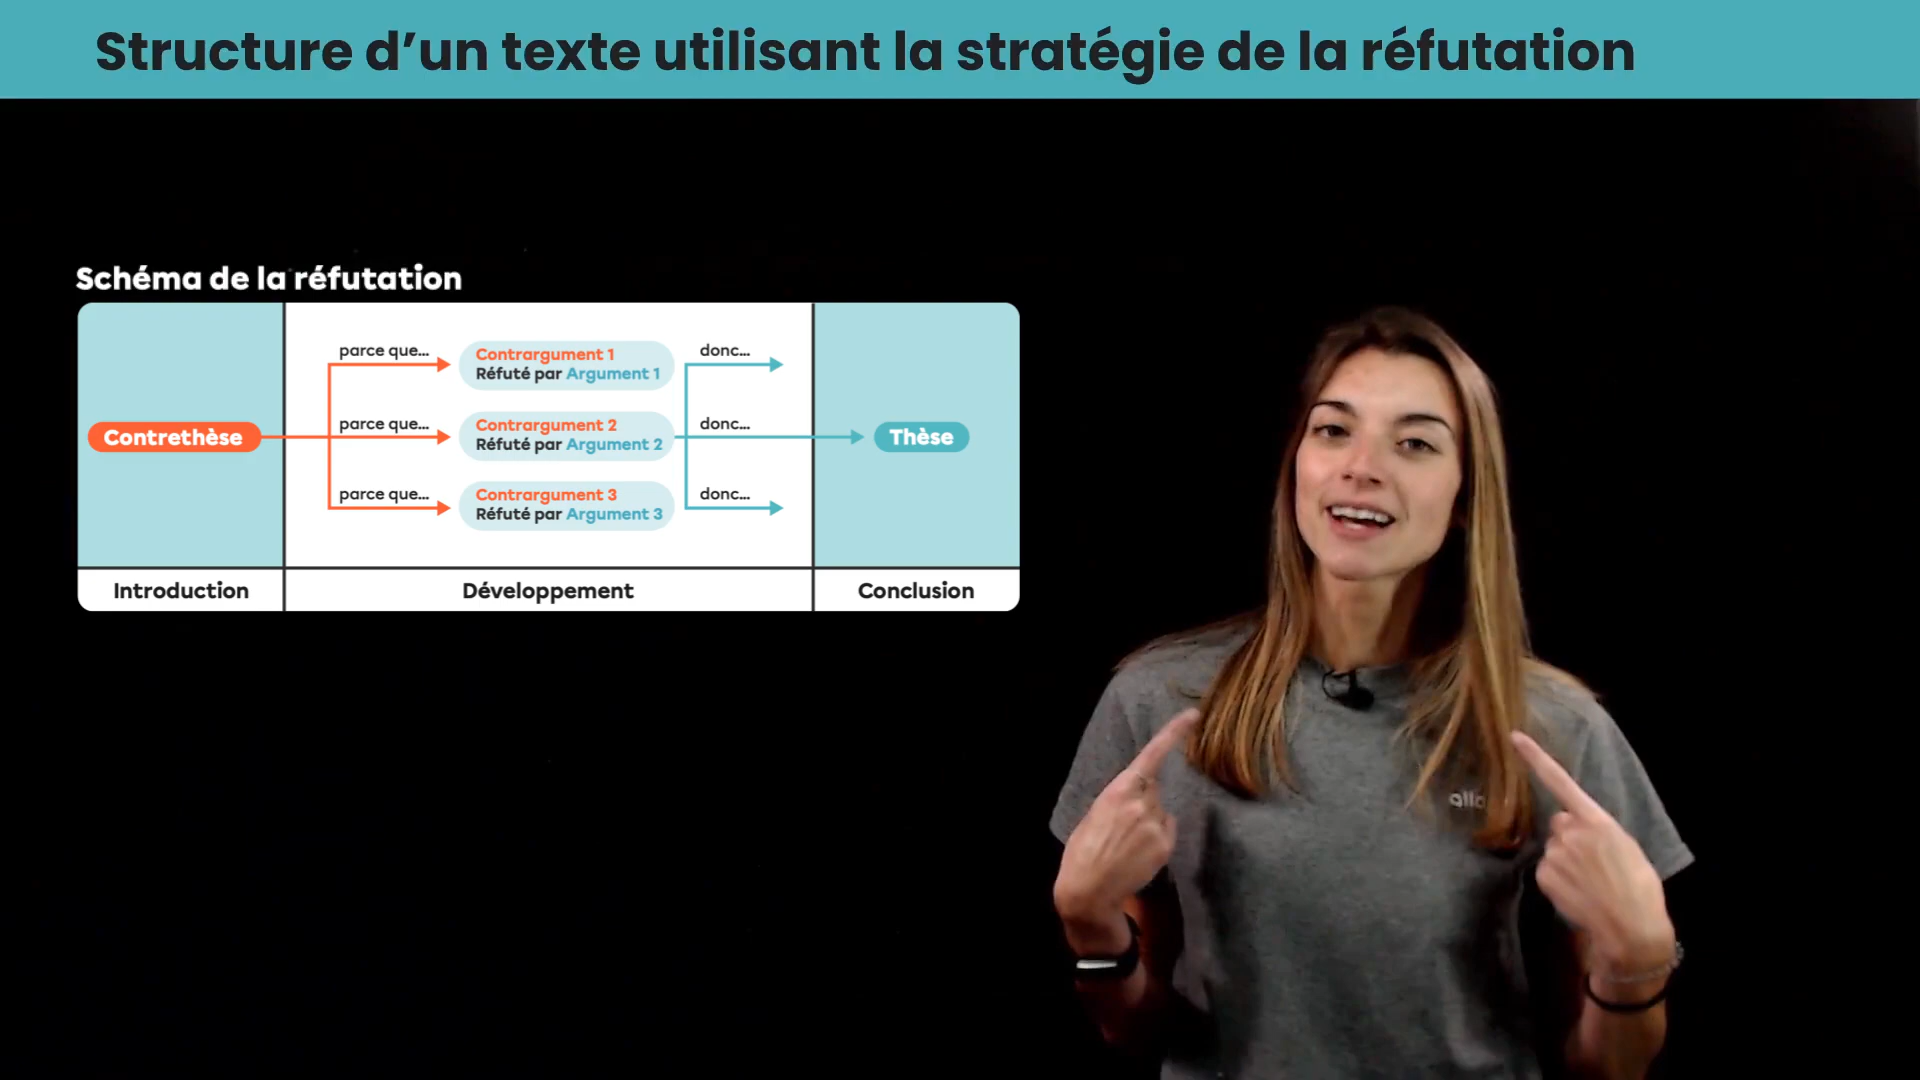 Structure d’un texte utilisant la stratégie de la réfutation
Schéma de la réfutation
parce que...
Contrargument 1
Réfuté par Argument 1
donc...
Contrethèse
parce que...
Contrargument 2
Réfuté par Argument 2
donc...
Thèse
parce que...
Contrargument 3
Réfuté par Argument 3
donc...
Introduction
Développement
Conclusion